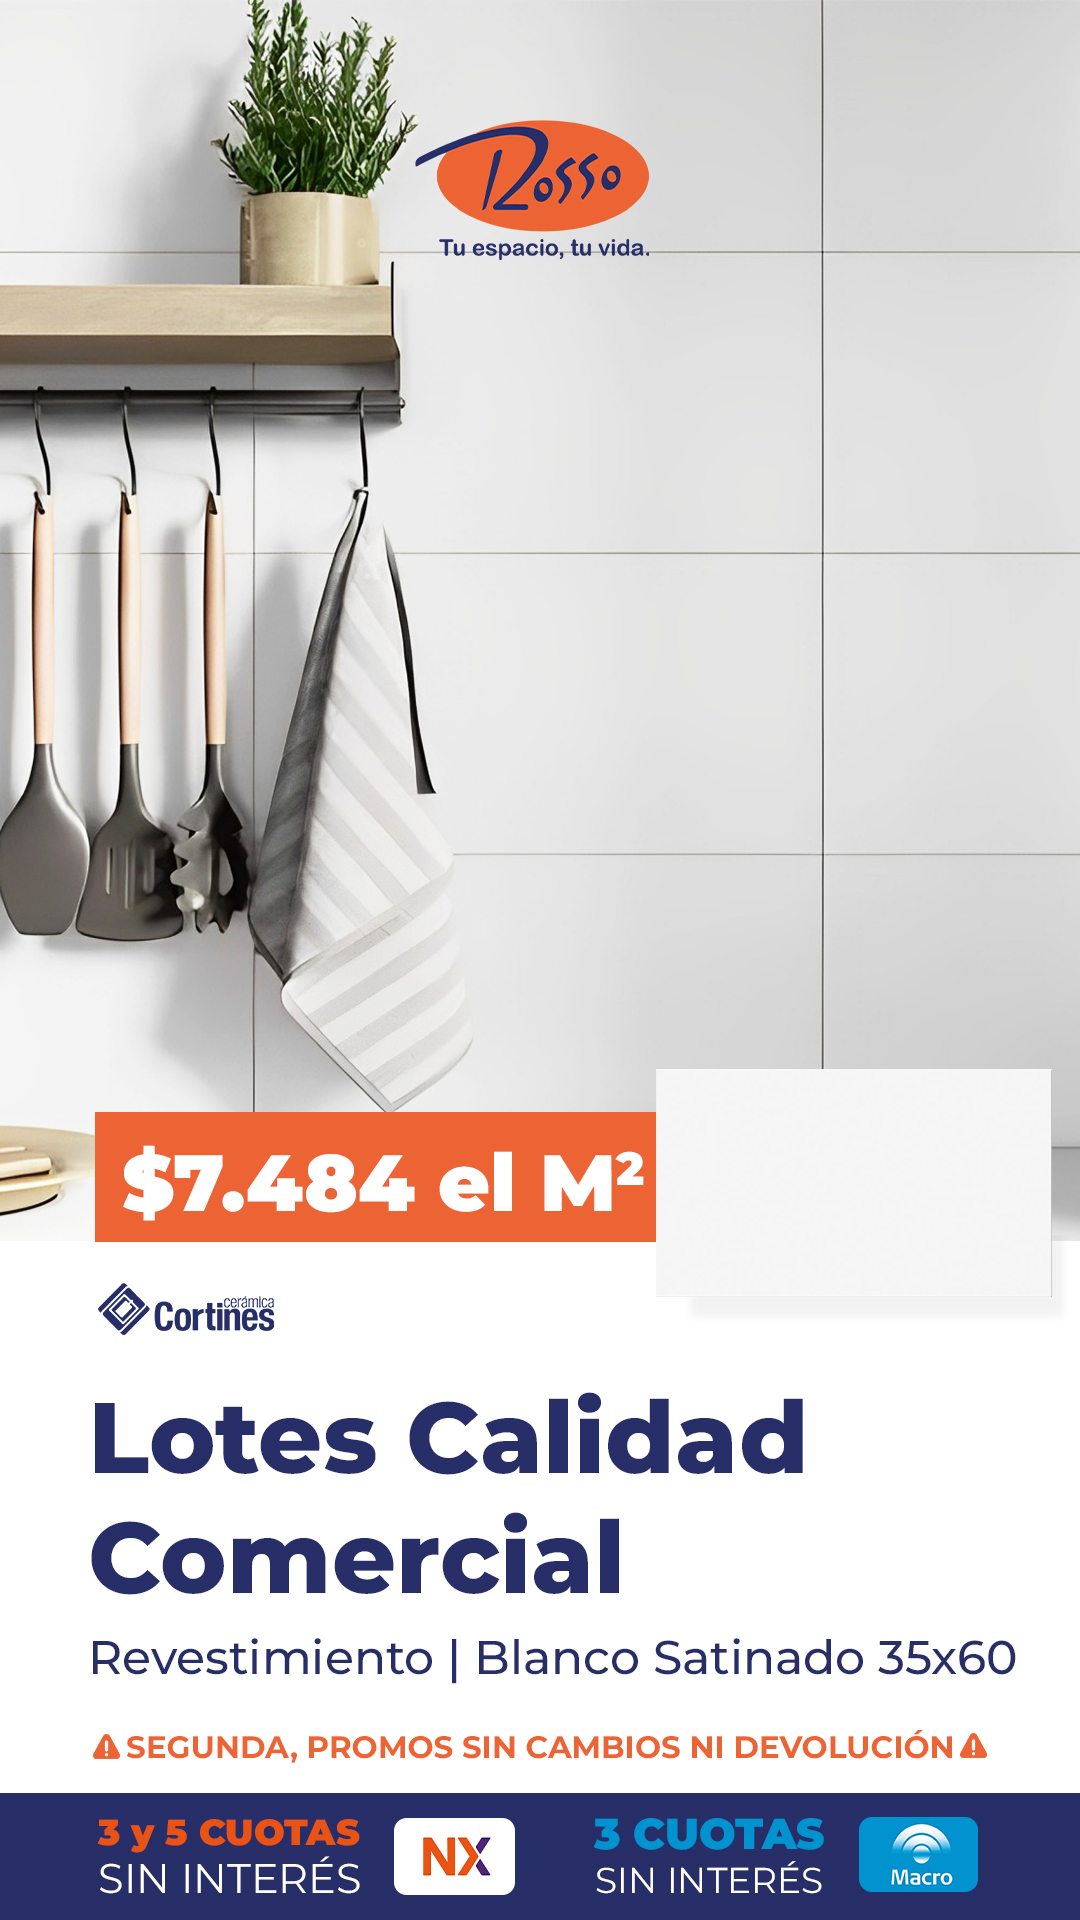 Rosso
Tu espacio, tu vida.
$7.484 el M²
cerámica
Cortines
Lotes Calidad
Comercial
Revestimiento | Blanco Satinado 35x60
SEGUNDA, PROMOS SIN CAMBIOS NI DEVOLUCIÓN
3 y 5 CUOTAS
SIN INTERÉS
NX
3 CUOTAS
SIN INTERÉS
Macro